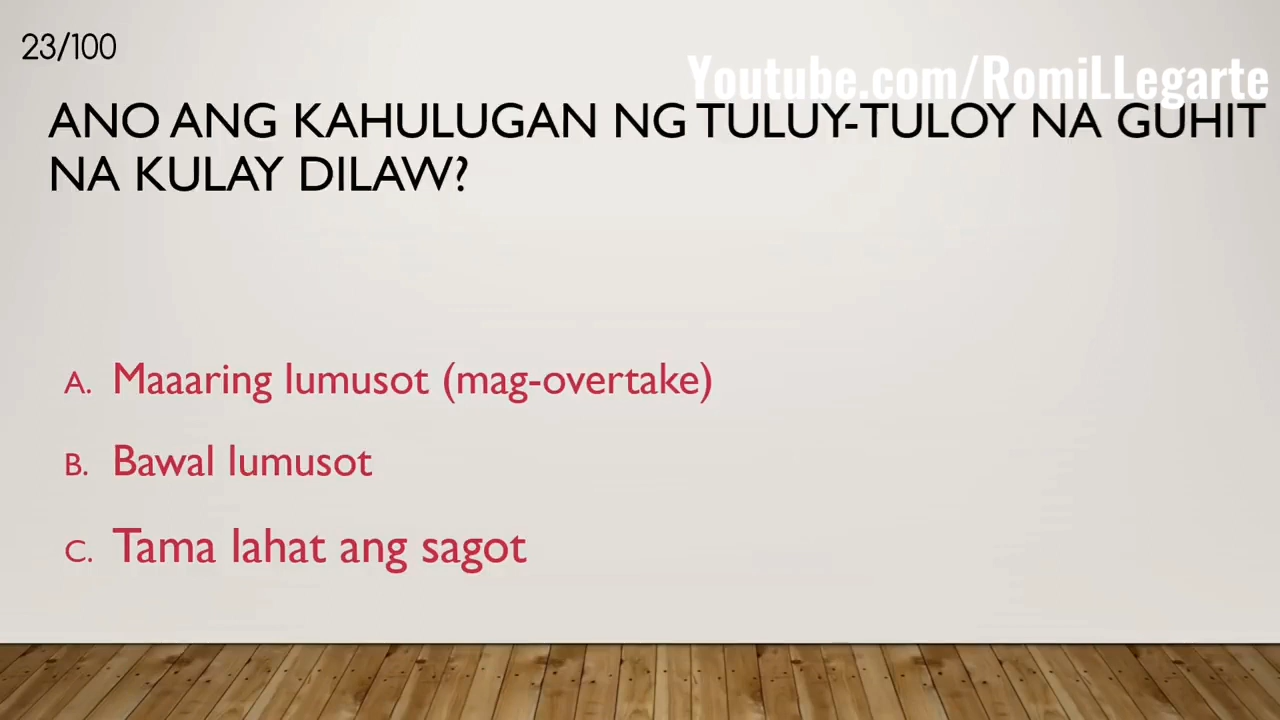 23/100
Youtube.com/RomiLLegarte
ANO ANG KAHULUGAN NG TULUY-TULOY NA GUHIT
NA KULAY DILAW?
A. Maaaring lumusot (mag-overtake)
B. Bawal lumusot
C. Tama lahat ang sagot